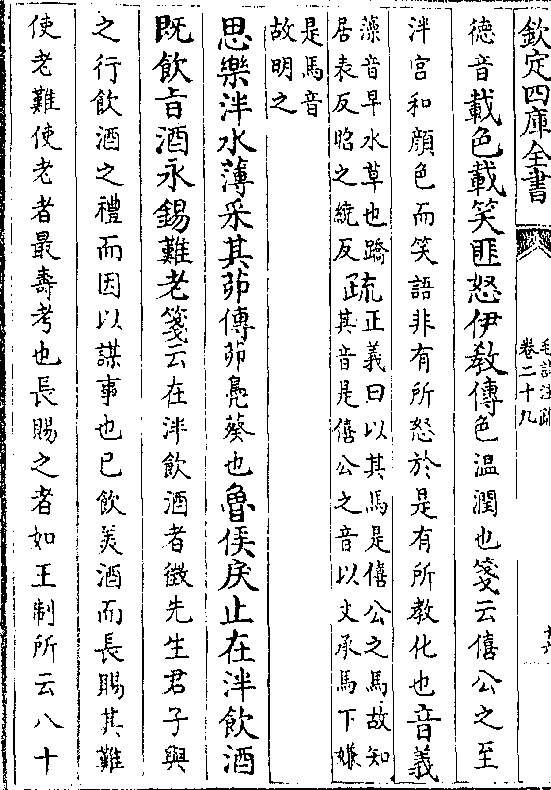 欽定四庫全書
毛詩注疏
卷二十九
德音載色載笑匪怒伊教傳色温潤也箋云僖公之至
泮宫和顔色而笑語非有所怒於是有所教化也音義
藻音早水草也蹻
居表反昭之繞反
疏
正義曰以其馬是僖公之馬故知
其音是僖公之音以文承馬下嫌
是馬音
故明之
思樂泮水薄采其茆傳茆鳧葵也魯侯戾止在泮飲酒
既飲㫖酒永錫難老箋云在泮飲酒者徴先生君子與
之行飲酒之禮而因以謀事也已飲美酒而長賜其難
使老難使老者最壽考也長賜之者如王制所云八十